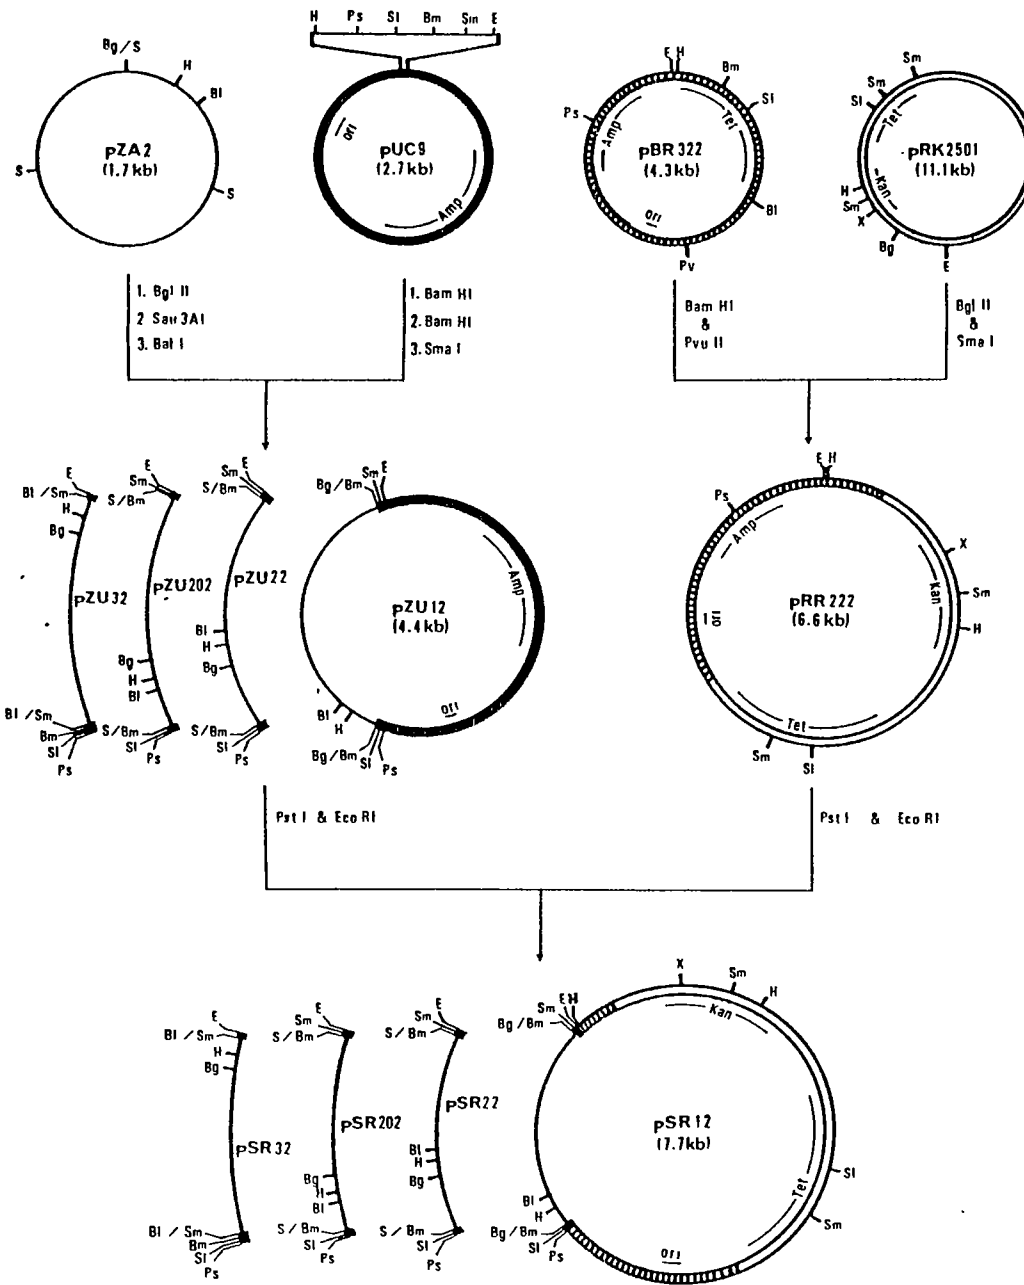 H Ps Sl Bm Sm E
Bg/S
H
Bl
S
S
pZA2
(1.7kb)
ori
pUC9
(2.7kb)
Amp
E H
Bm
Sl
Ps
Amp
Tet
pBR322
(4.3kb)
Bl
ori
Pv
Sm
Sm
Sl
Tet
pRK2501
(11.1kb)
Kan
H
Sm
X
Bg
E
1. Bgl II
2 Sau 3AI
3. Bal I
1. Bam HI
2. Bam HI
3. Sma I
Bam HI
&
Pvu II
Bgl II
&
Sma I
E
Bl / Sm
H
Bg
pZU32
Bl / Sm
Bm
Sl
Ps
E
Sm
S/Bm
pZU202
Bg
H
Bl
S/Bm
Sl
Ps
E
Sm
S/Bm
pZU22
Bl
H
Bg
S/Bm
Sl
Ps
Sm E
Bg/Bm
Amp
pZU12
(4.4kb)
Bl
H
ori
Bg/Bm
Sl
Ps
E H
Ps
Amp
X
Kan
Sm
H
pRR222
(6.6kb)
ori
Tet
Sm
Sl
Pst I & Eco RI
Pst I & Eco RI
E
Bl / Sm
H
Bg
pSR32
Bl / Sm
Bm
Sl
Ps
E
Sm
S / Bm
pSR202
Bg
H
Bl
S / Bm
Sl
Ps
E
Sm
S / Bm
pSR22
Bl
H
Bg
S / Bm
Sl
Ps
X
Sm
H
E H
Sm
Bg / Bm
Kan
pSR12
(7.7kb)
Sl
Tet
Sm
Bl
H
Bg / Bm
Sl
Ps
ori